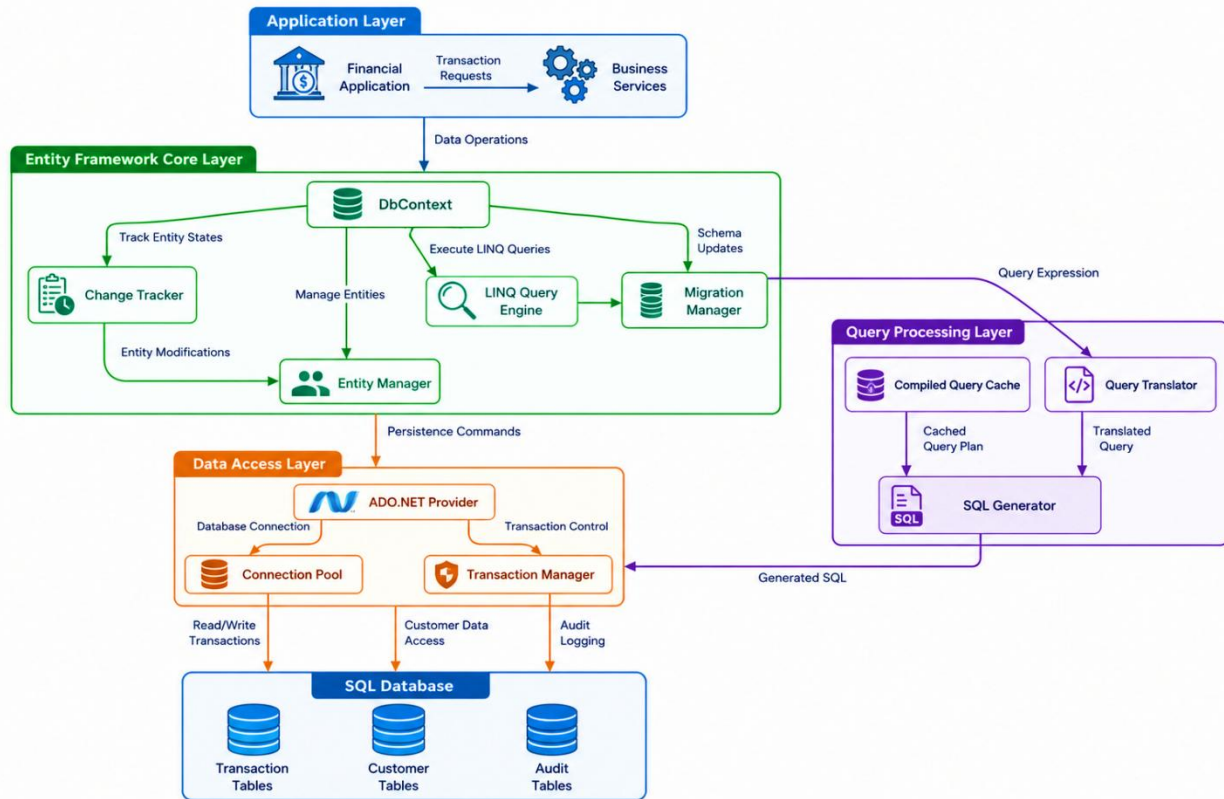 Application Layer
Financial
Application
Transaction
Requests
Business
Services
Data Operations
Entity Framework Core Layer
DbContext
Track Entity States
Execute LINQ Queries
Schema
Updates
Change Tracker
Manage Entities
LINQ Query
Engine
Migration
Manager
Query Expression
Entity Modifications
Entity Manager
Query Processing Layer
Compiled Query Cache
</>
Query Translator
Cached
Query Plan
Translated
Query
SQL
SQL Generator
Persistence Commands
Data Access Layer
ADO.NET Provider
Database Connection
Transaction Control
Connection Pool
Transaction Manager
Generated SQL
Read/Write
Transactions
Customer Data
Access
Audit
Logging
SQL Database
Transaction
Tables
Customer
Tables
Audit
Tables